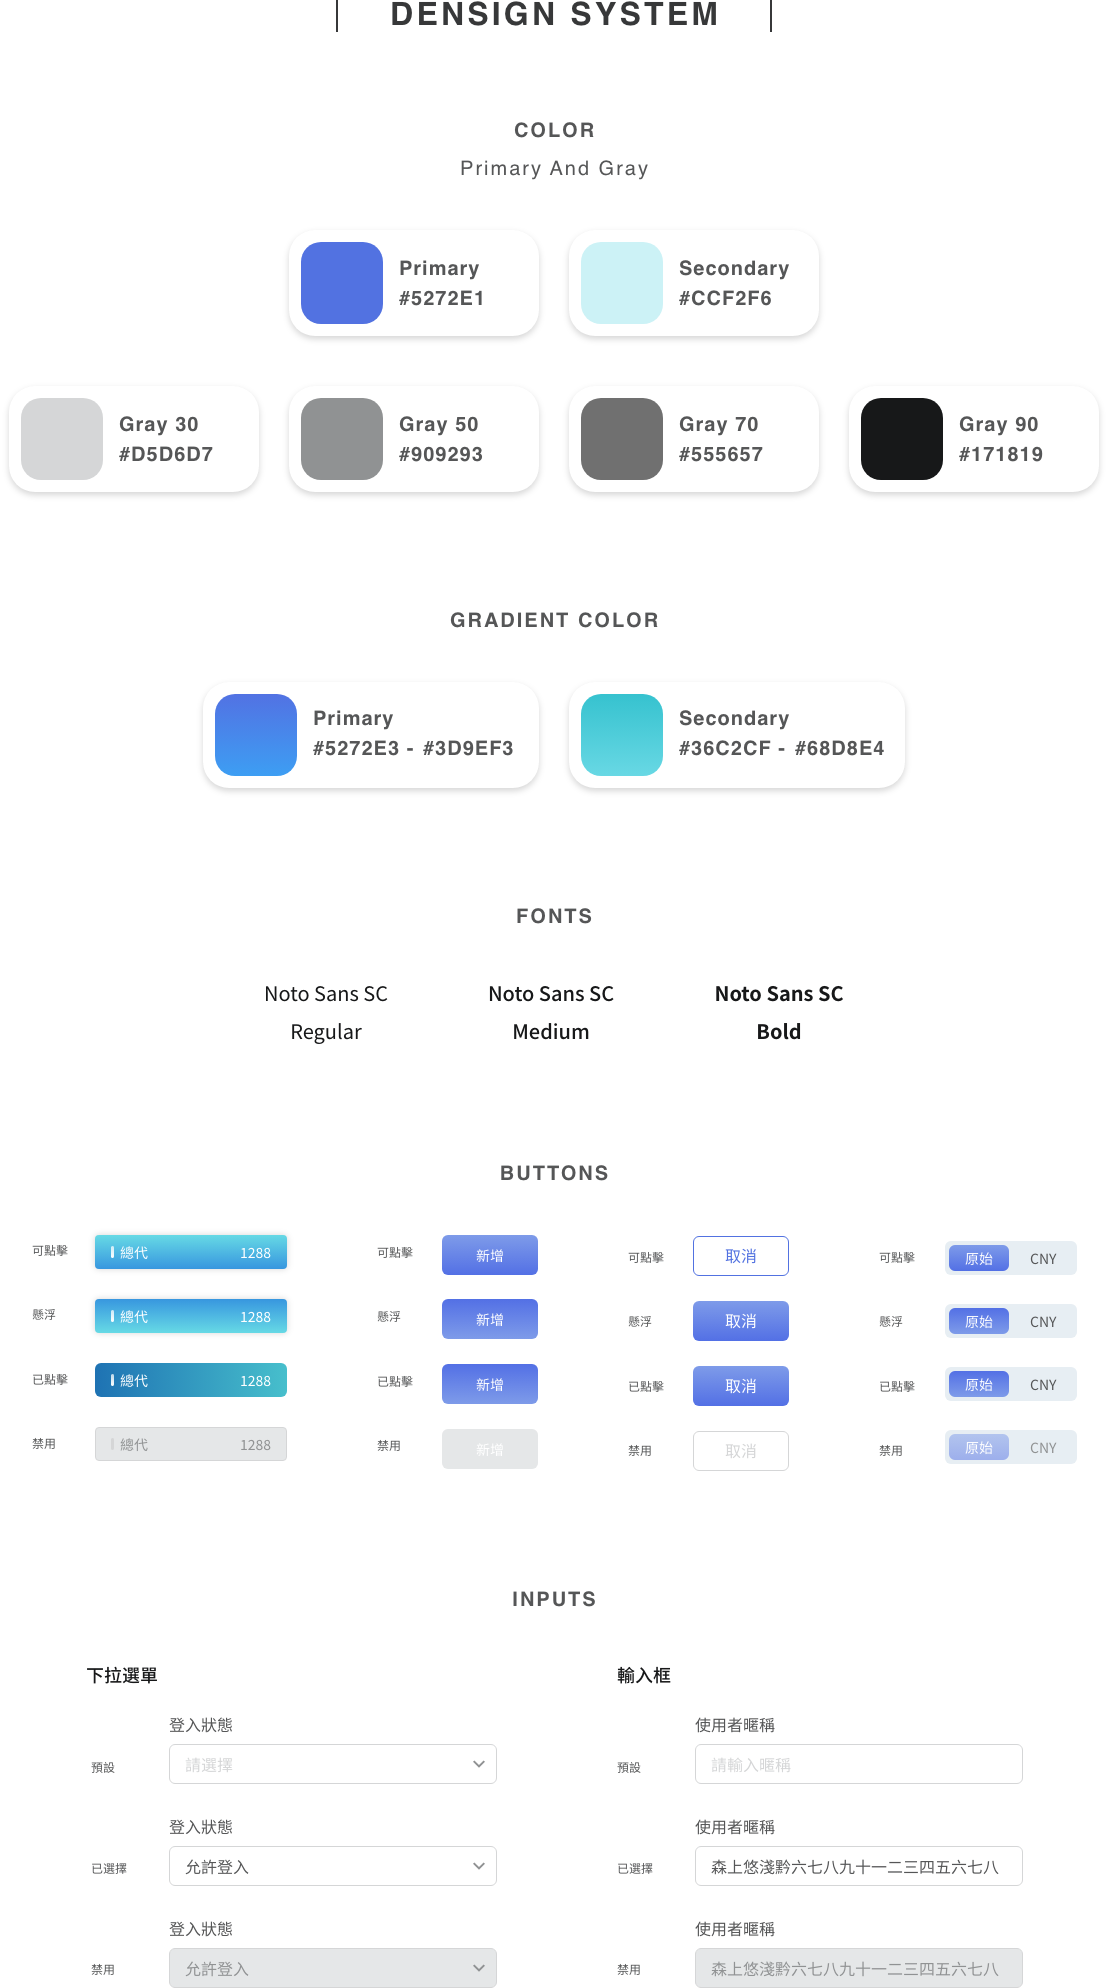 DENSIGN SYSTEM
COLOR
Primary And Gray
Primary
#5272E1
Secondary
#CCF2F6
Gray 30
#D5D6D7
Gray 50
#909293
Gray 70
#555657
Gray 90
#171819
GRADIENT COLOR
Primary
#5272E3 - #3D9EF3
Secondary
#36C2CF - #68D8E4
FONTS
Noto Sans SC
Regular
Noto Sans SC
Medium
Noto Sans SC
Bold
BUTTONS
可點擊 總代 1288
懸浮 總代 1288
已點擊 總代 1288
禁用 總代 1288
可點擊 新增
懸浮 新增
已點擊 新增
禁用 新增
可點擊 取消
懸浮 取消
已點擊 取消
禁用 取消
可點擊 原始 CNY
懸浮 原始 CNY
已點擊 原始 CNY
禁用 原始 CNY
INPUTS
下拉選單
登入狀態
預設 請選擇
登入狀態
已選擇 允許登入
登入狀態
禁用 允許登入
輸入框
使用者暱稱
預設 請輸入暱稱
使用者暱稱
已選擇 森上悠淺黔六七八九十一二三四五六七八
使用者暱稱
禁用 森上悠淺黔六七八九十一二三四五六七八